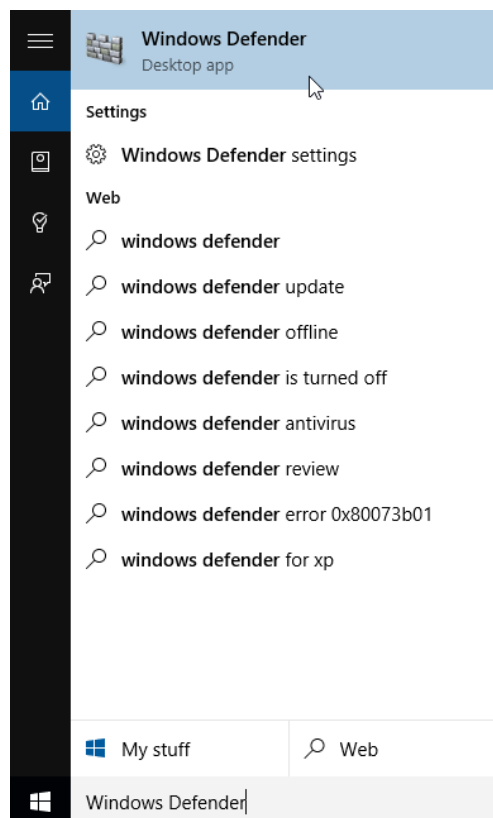 Windows Defender
Desktop app
Settings
Windows Defender settings
Web
windows defender
windows defender update
windows defender offline
windows defender is turned off
windows defender antivirus
windows defender review
windows defender error 0x80073b01
windows defender for xp
My stuff
Web
Windows Defender